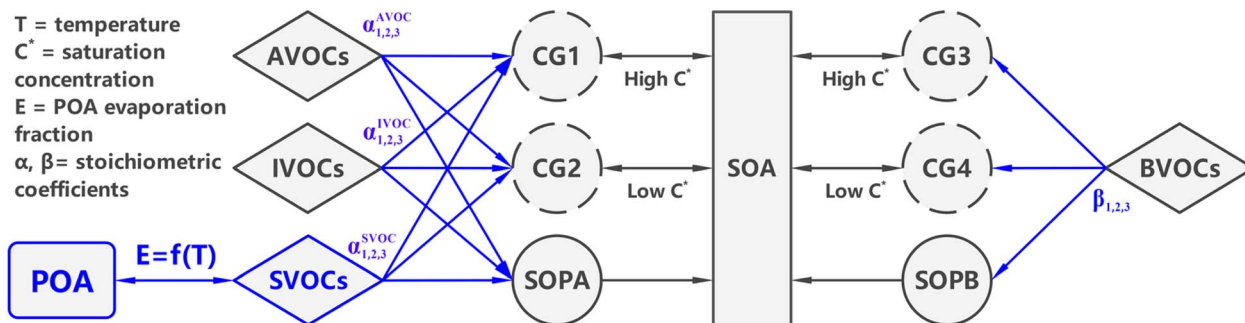 T = temperature
C* = saturation
concentration
E = POA evaporation
fraction
α, β= stoichiometric
coefficients
AVOCs
α1,2,3AVOC
CG1
High C*
SOA
High C*
CG3
IVOCs
α1,2,3IVOC
CG2
Low C*
Low C*
CG4
BVOCs
β1,2,3
POA
E=f(T)
SVOCs
α1,2,3SVOC
SOPA
SOPB